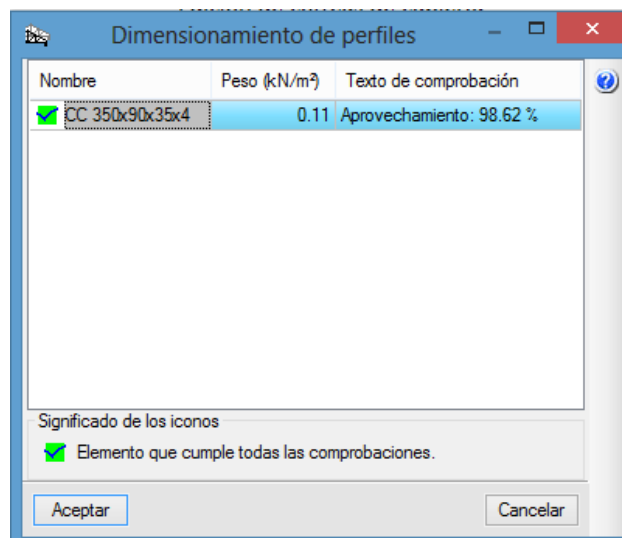 Dimensionamiento de perfiles
Nombre Peso (kN/m²) Texto de comprobación
CC 350x90x35x4 0.11 Aprovechamiento: 98.62 %
Significado de los iconos
Elemento que cumple todas las comprobaciones.
Aceptar Cancelar